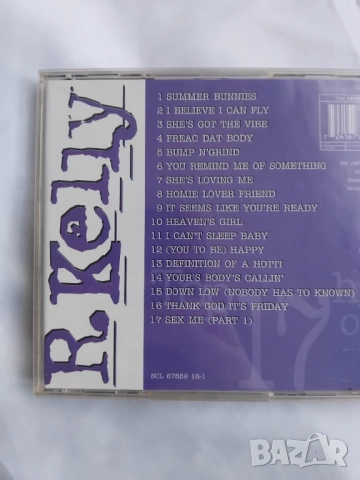 R. Kelly
1 SUMMER BUNNIES
2 I BELIEVE I CAN FLY
3 SHE'S GOT THE VIBE
4 FREAC DAT BODY
5 BUMP N'GRIND
6 YOU REMIND ME OF SOMETHING
7 SHE'S LOVING ME
8 HOMIE LOVER FRIEND
9 IT SEEMS LIKE YOU'RE READY
10 HEAVEN'S GIRL
11 I CAN'T SLEEP BABY
12 (YOU TO BE) HAPPY
13 DEFINITION OF A HOTTI
14 YOUR'S BODY'S CALLIN'
15 DOWN LOW (NOBODY HAS TO KNOWN)
16 THANK GOD IT'S FRIDAY
17 SEX ME (PART 1)
SCL 67859 16-1
BAZAR.bg